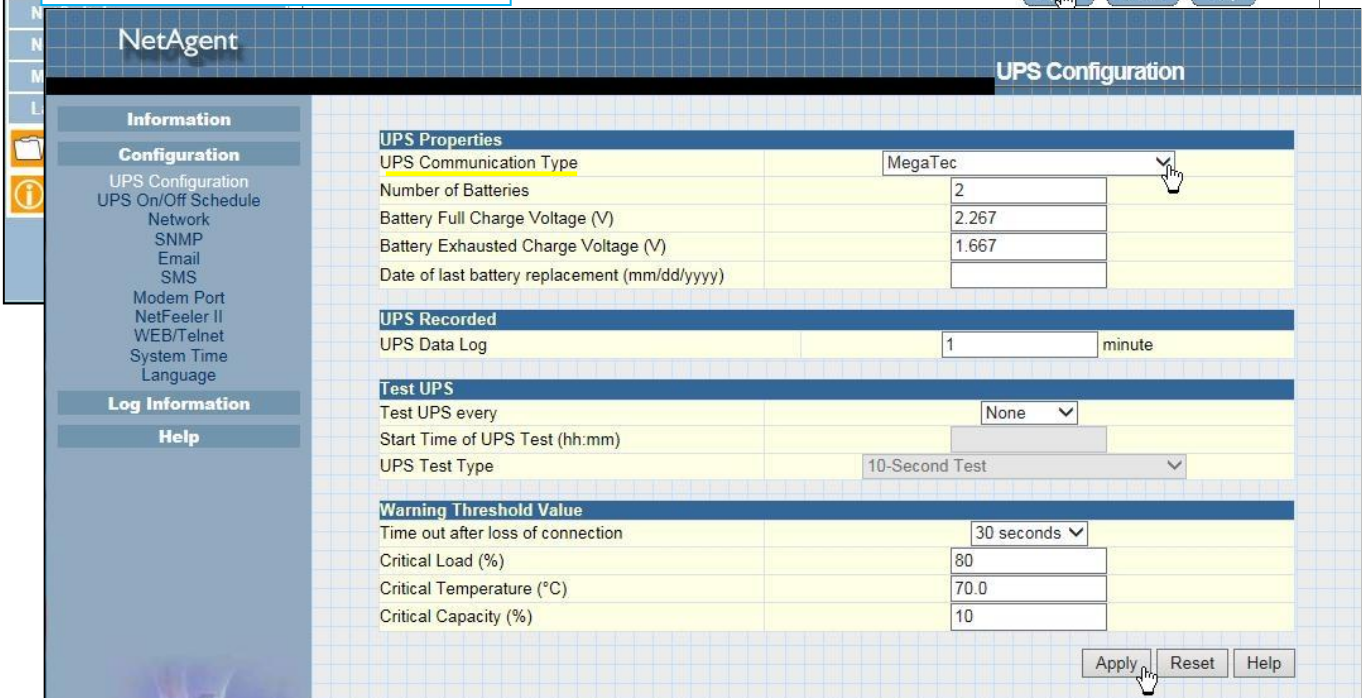 NetAgent
UPS Configuration
Information
Configuration
UPS Configuration
UPS On/Off Schedule
Network
SNMP
Email
SMS
Modem Port
NetFeeler II
WEB/Telnet
System Time
Language
Log Information
Help
UPS Properties
UPS Communication Type MegaTec
Number of Batteries 2
Battery Full Charge Voltage (V) 2.267
Battery Exhausted Charge Voltage (V) 1.667
Date of last battery replacement (mm/dd/yyyy)
UPS Recorded
UPS Data Log 1 minute
Test UPS
Test UPS every None
Start Time of UPS Test (hh:mm)
UPS Test Type 10-Second Test
Warning Threshold Value
Time out after loss of connection 30 seconds
Critical Load (%) 80
Critical Temperature (°C) 70.0
Critical Capacity (%) 10
Apply Reset Help